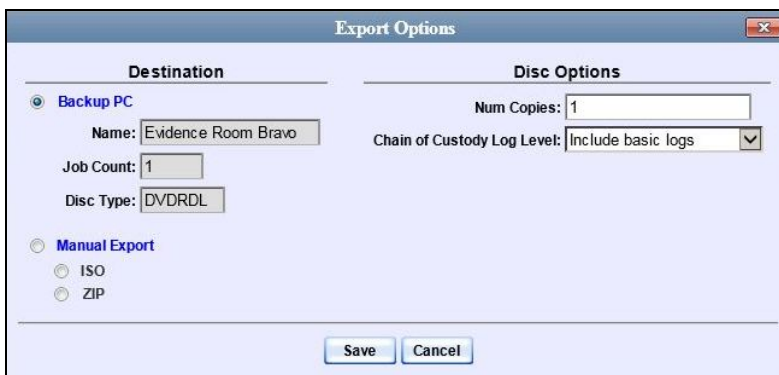 Export Options
Destination
Backup PC
Name: Evidence Room Bravo
Job Count: 1
Disc Type: DVDRDL
Manual Export
ISO
ZIP
Disc Options
Num Copies: 1
Chain of Custody Log Level: Include basic logs
Save Cancel